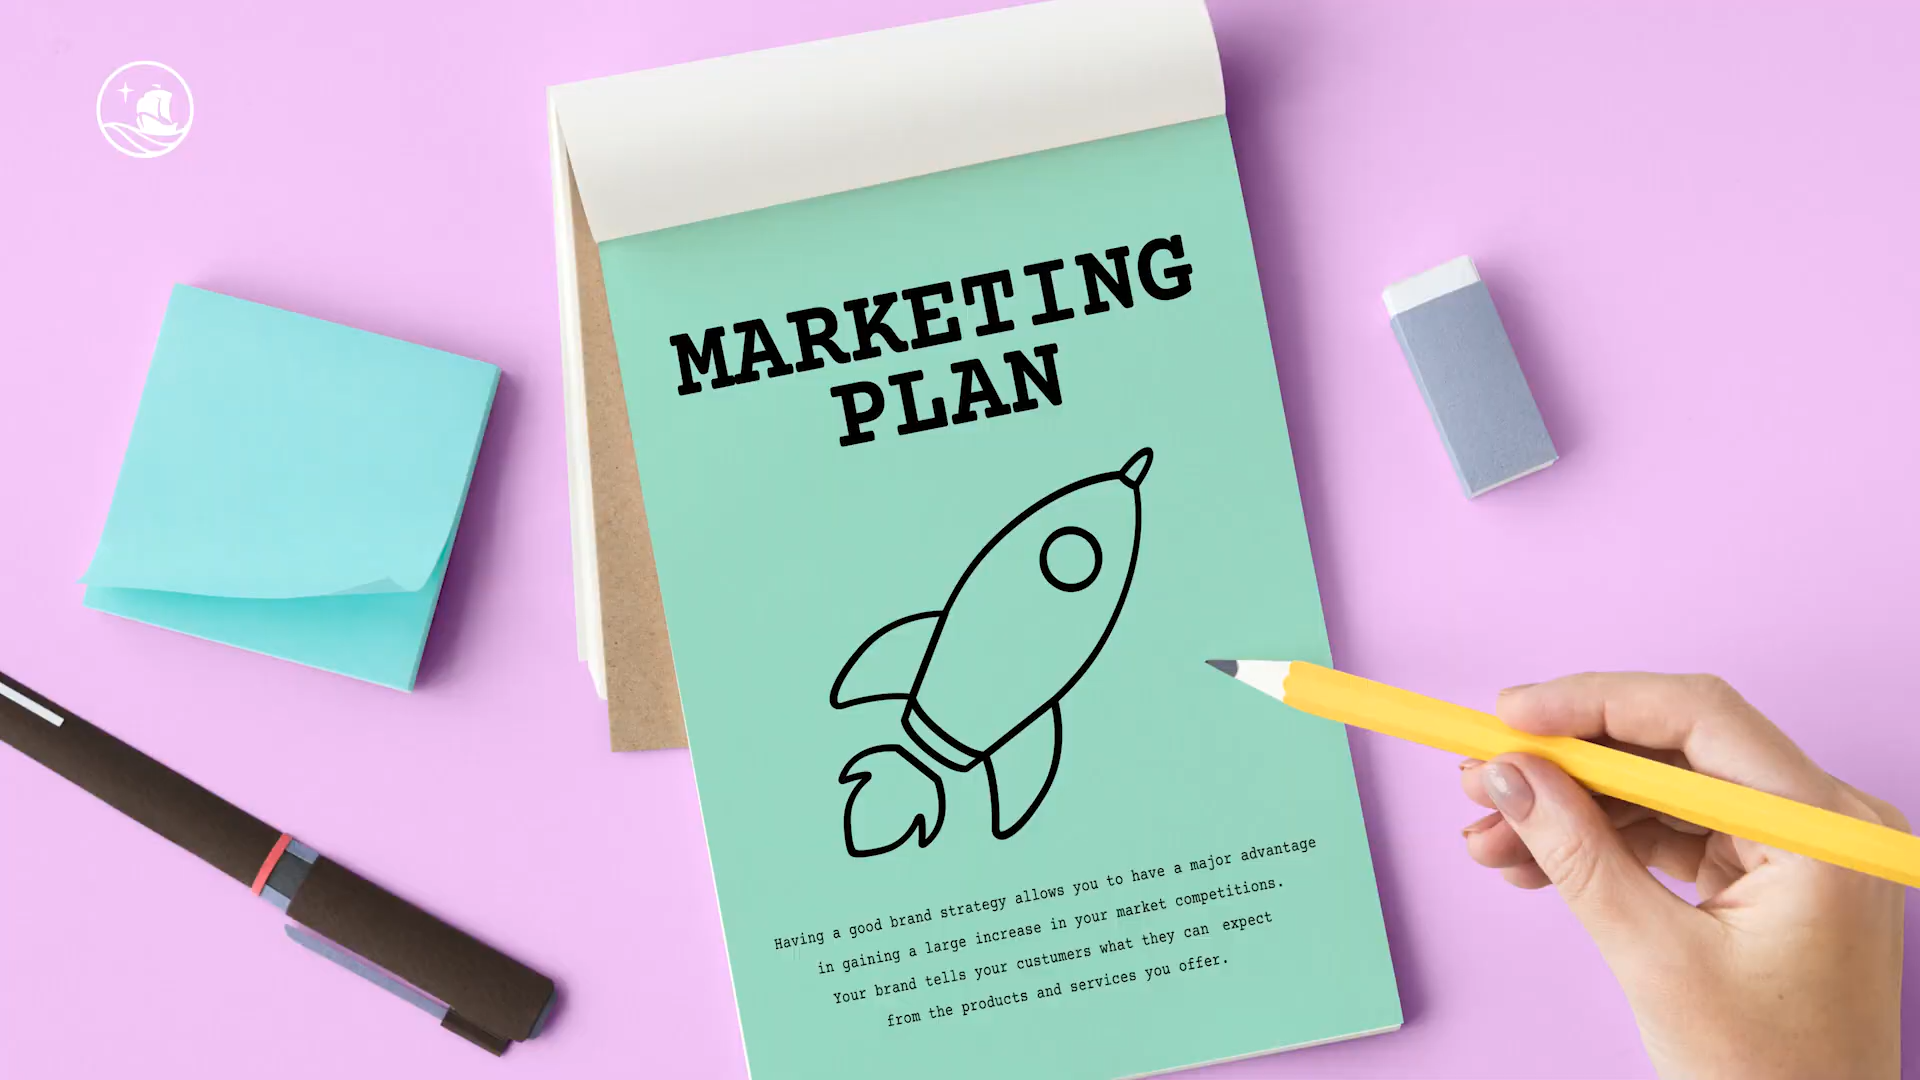 MARKETING
PLAN
Having a good brand strategy allows you to have a major advantage
in gaining a large increase in your market competitions.
Your brand tells your custumers what they can expect
from the products and services you offer.